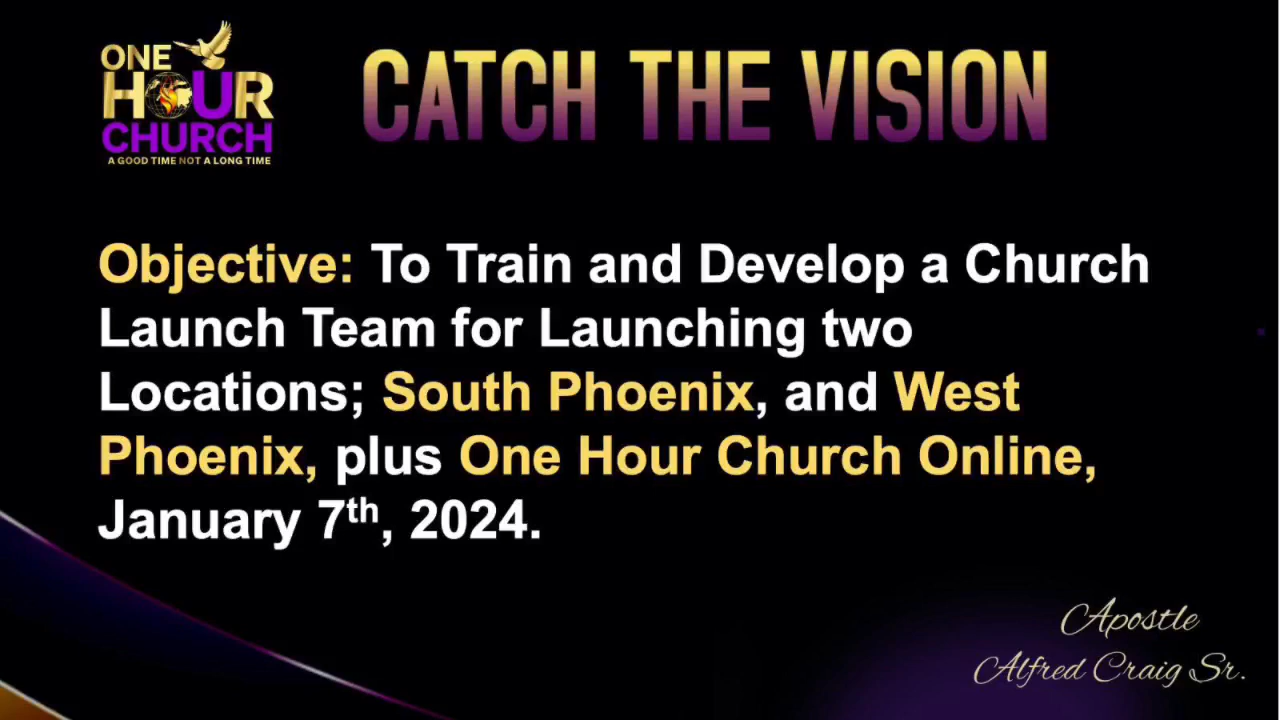 ONE
HOUR
CHURCH
A GOOD TIME NOT A LONG TIME
CATCH THE VISION
Objective: To Train and Develop a Church
Launch Team for Launching two
Locations; South Phoenix, and West
Phoenix, plus One Hour Church Online,
January 7th, 2024.
Apostle
Alfred Craig Sr.